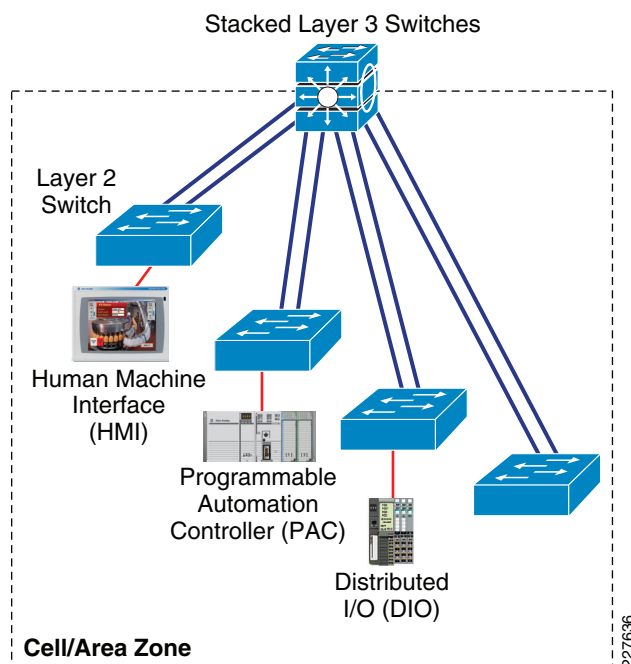 Stacked Layer 3 Switches
Layer 2
Switch
Human Machine
Interface
(HMI)
Programmable
Automation
Controller (PAC)
Distributed
I/O (DIO)
Cell/Area Zone
227636